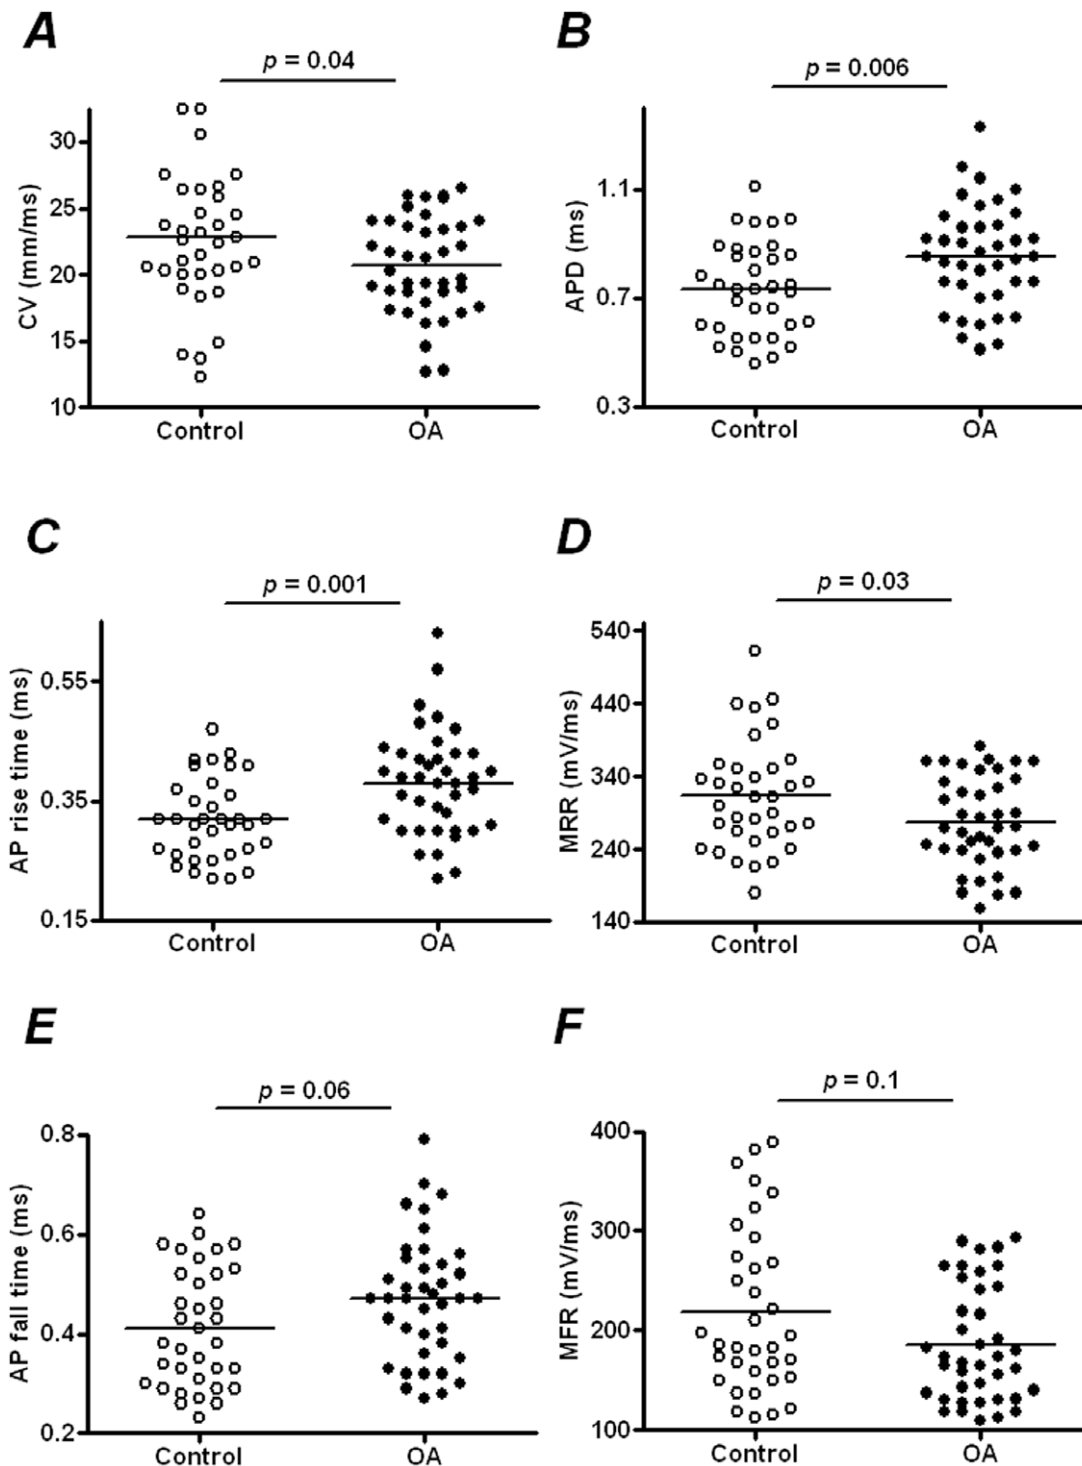 A
B
p = 0.04
p = 0.006
CV (mm/ms)
30
25
20
15
10
Control
OA
APD (ms)
1.1
0.7
0.3
Control
OA
C
D
p = 0.001
p = 0.03
AP rise time (ms)
0.55
0.35
0.15
Control
OA
MRR (mV/ms)
540
440
340
240
140
Control
OA
E
F
p = 0.06
p = 0.1
AP fall time (ms)
0.8
0.6
0.4
0.2
Control
OA
MFR (mV/ms)
400
300
200
100
Control
OA